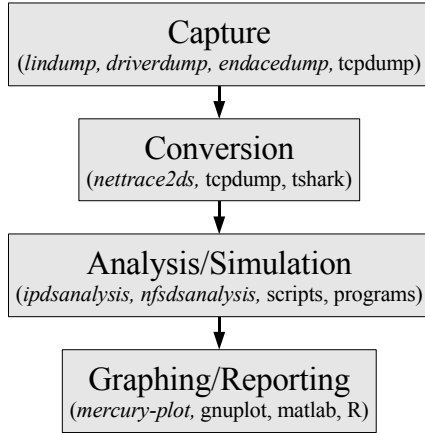 Capture
(lindump, driverdump, endacedump, tcpdump)
Conversion
(nettrace2ds, tcpdump, tshark)
Analysis/Simulation
(ipdsanalysis, nfsdsanalysis, scripts, programs)
Graphing/Reporting
(mercury-plot, gnuplot, matlab, R)